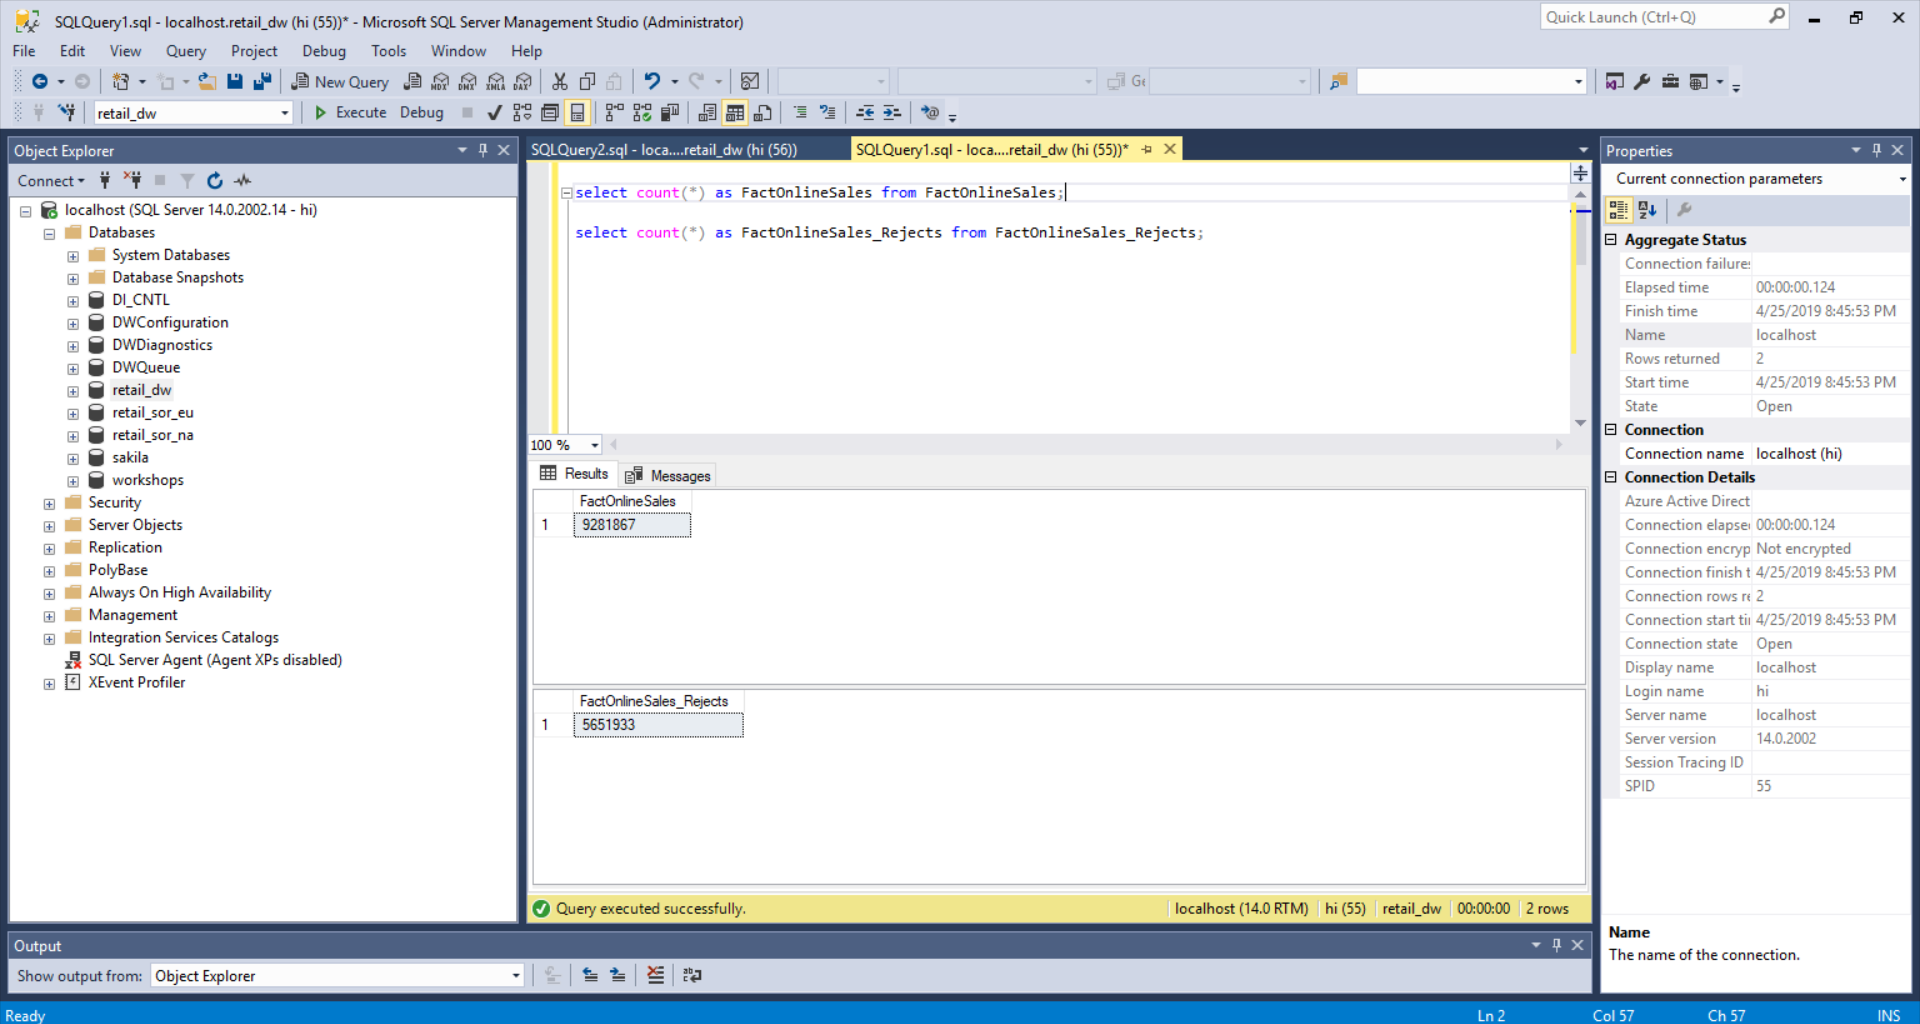 SQLQuery1.sql - localhost.retail_dw (hi (55))* - Microsoft SQL Server Management Studio (Administrator)
Quick Launch (Ctrl+Q)
File Edit View Query Project Debug Tools Window Help
New Query MDX DMX XMLA DAX Ge
retail_dw Execute Debug
Object Explorer
Connect
localhost (SQL Server 14.0.2002.14 - hi)
Databases
System Databases
Database Snapshots
DI_CNTL
DWConfiguration
DWDiagnostics
DWQueue
retail_dw
retail_sor_eu
retail_sor_na
sakila
workshops
Security
Server Objects
Replication
PolyBase
Always On High Availability
Management
Integration Services Catalogs
SQL Server Agent (Agent XPs disabled)
XEvent Profiler
SQLQuery2.sql - loca....retail_dw (hi (56))
SQLQuery1.sql - loca....retail_dw (hi (55))*
select count(*) as FactOnlineSales from FactOnlineSales;
select count(*) as FactOnlineSales_Rejects from FactOnlineSales_Rejects;
100 %
Results Messages
FactOnlineSales
1 9281867
FactOnlineSales_Rejects
1 5651933
Query executed successfully.
localhost (14.0 RTM) hi (55) retail_dw 00:00:00 2 rows
Properties
Current connection parameters
Aggregate Status
Connection failures
Elapsed time 00:00:00.124
Finish time 4/25/2019 8:45:53 PM
Name localhost
Rows returned 2
Start time 4/25/2019 8:45:53 PM
State Open
Connection
Connection name localhost (hi)
Connection Details
Azure Active Direct
Connection elapse 00:00:00.124
Connection encryp Not encrypted
Connection finish t 4/25/2019 8:45:53 PM
Connection rows re 2
Connection start ti 4/25/2019 8:45:53 PM
Connection state Open
Display name localhost
Login name hi
Server name localhost
Server version 14.0.2002
Session Tracing ID
SPID 55
Name
The name of the connection.
Output
Show output from: Object Explorer
Ready
Ln 2 Col 57 Ch 57 INS